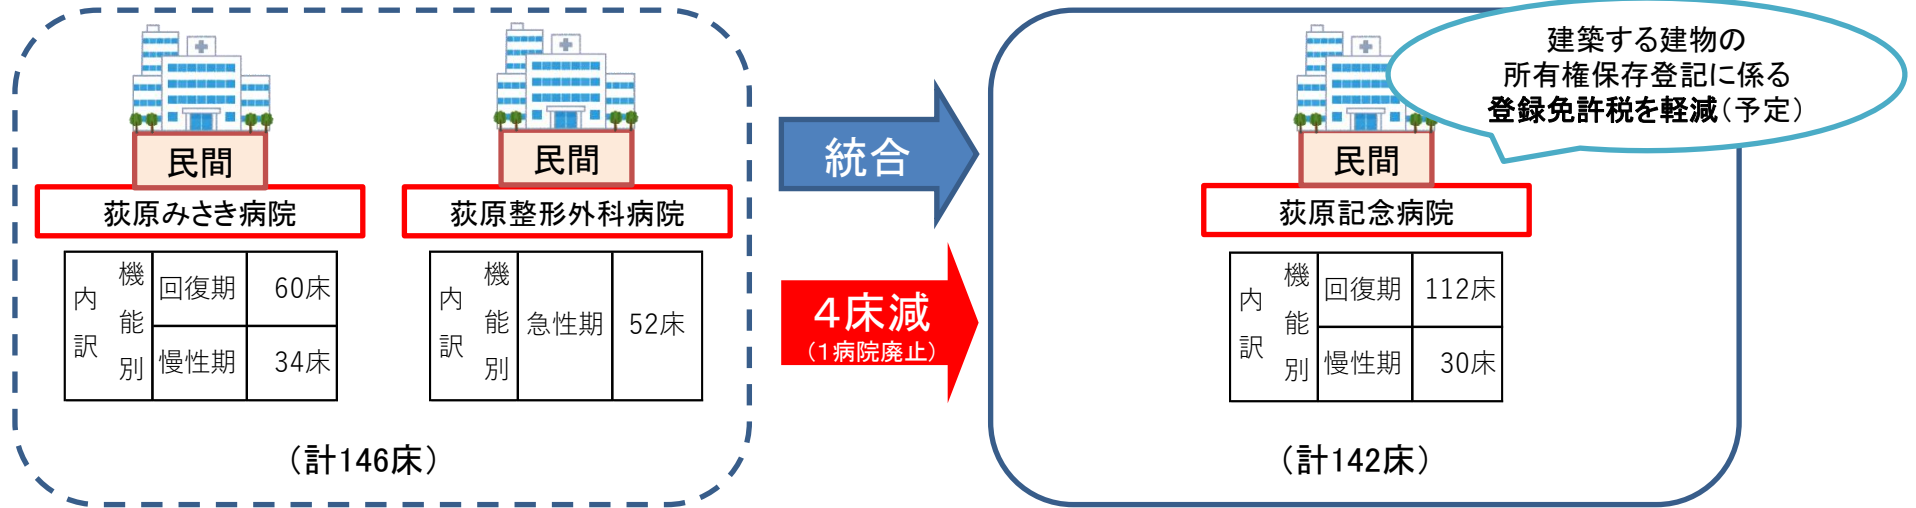 民間
荻原みさき病院
内訳
機能別
回復期
60床
慢性期
34床
民間
荻原整形外科病院
内訳
機能別
急性期
52床
（計146床）
統合
４床減
（１病院廃止）
建築する建物の
所有権保存登記に係る
登録免許税を軽減（予定）
民間
荻原記念病院
内訳
機能別
回復期
112床
慢性期
30床
（計142床）